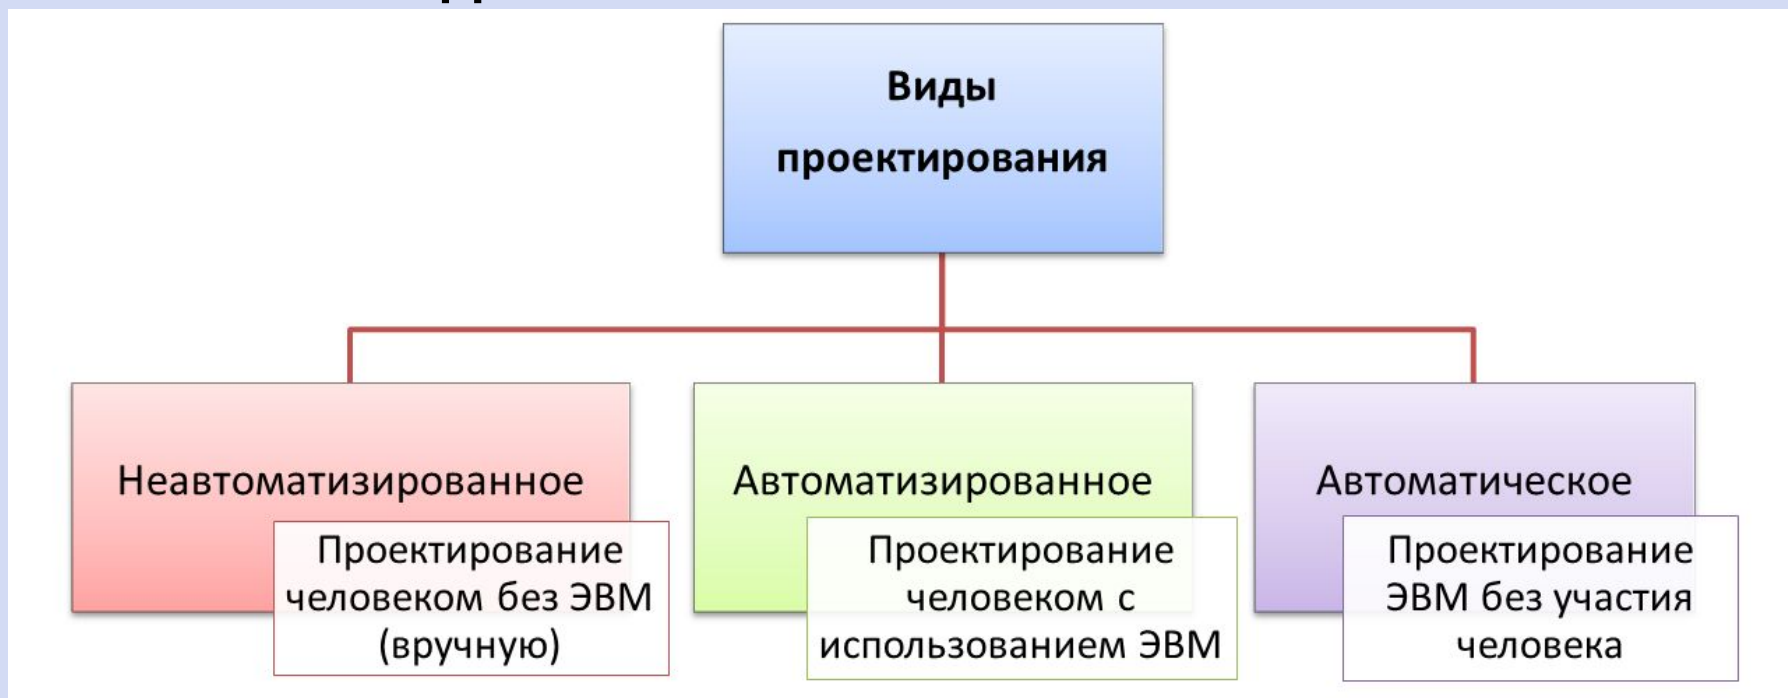 Виды
проектирования
Неавтоматизированное
Проектирование
человеком без ЭВМ
(вручную)
Автоматизированное
Проектирование
человеком с
использованием ЭВМ
Автоматическое
Проектирование
ЭВМ без участия
человека